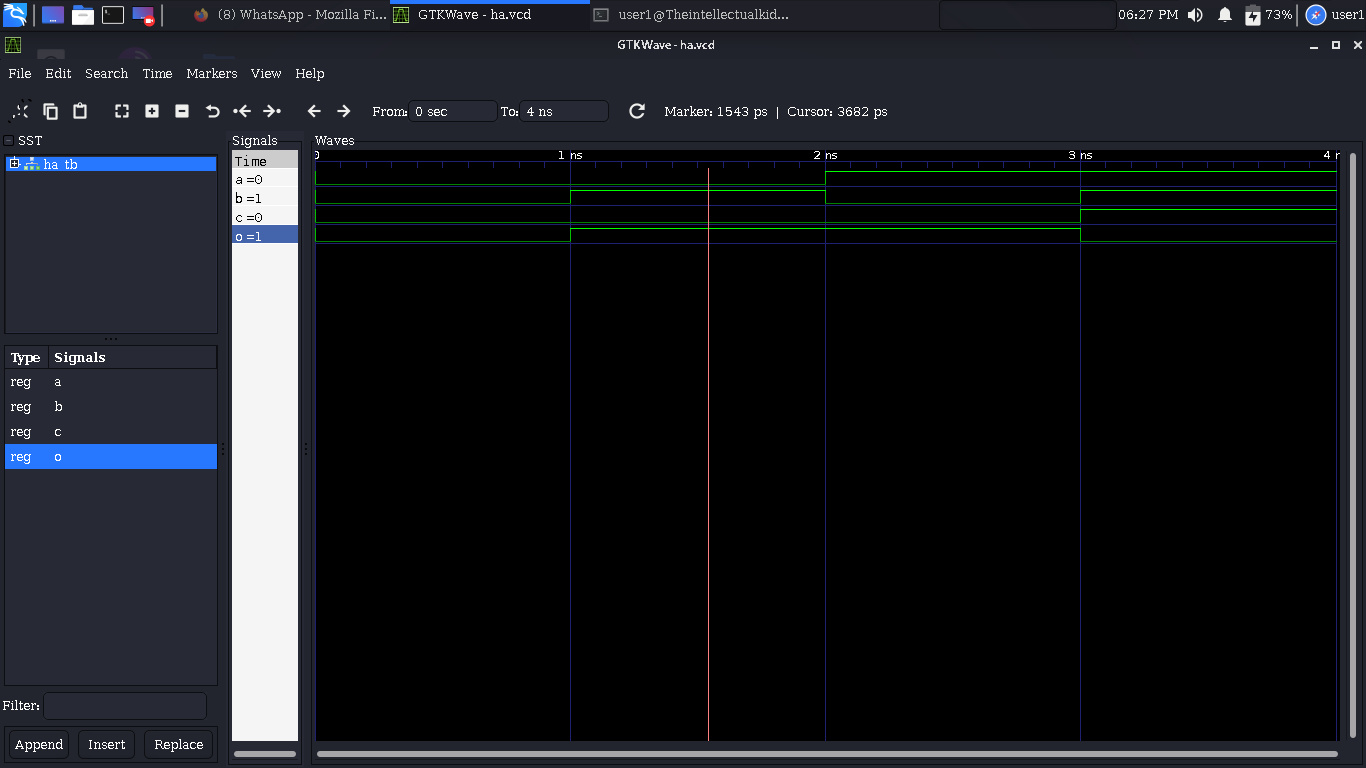 (8) WhatsApp - Mozilla Fi... GTKWave - ha.vcd user1@Theintellectualkid... 06:27 PM 73% user1
GTKWave - ha.vcd
File Edit Search Time Markers View Help
From: 0 sec To: 4 ns Marker: 1543 ps | Cursor: 3682 ps
SST
ha_tb
Type Signals
reg a
reg b
reg c
reg o
Filter:
Append Insert Replace
Signals
Time
a =0
b =1
c =0
o =1
Waves
0 1 ns 2 ns 3 ns 4 n